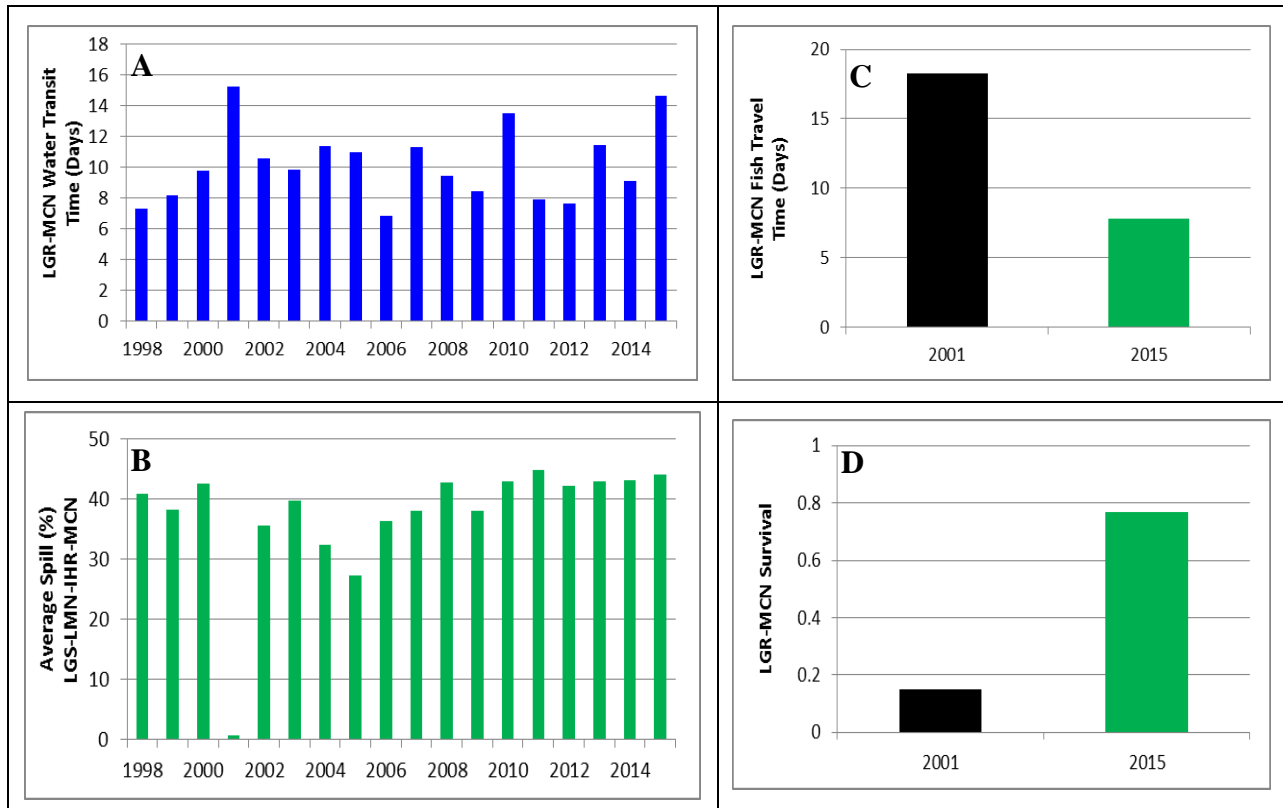 A
LGR-MCN Water Transit
Time (Days)
18
16
14
12
10
8
6
4
2
0
1998 2000 2002 2004 2006 2008 2010 2012 2014
C
LGR-MCN Fish Travel
Time (Days)
20
15
10
5
0
2001 2015
B
Average Spill (%)
LGS-LMN-IHR-MCN
50
40
30
20
10
0
1998 2000 2002 2004 2006 2008 2010 2012 2014
D
LGR-MCN Survival
1
0.8
0.6
0.4
0.2
0
2001 2015